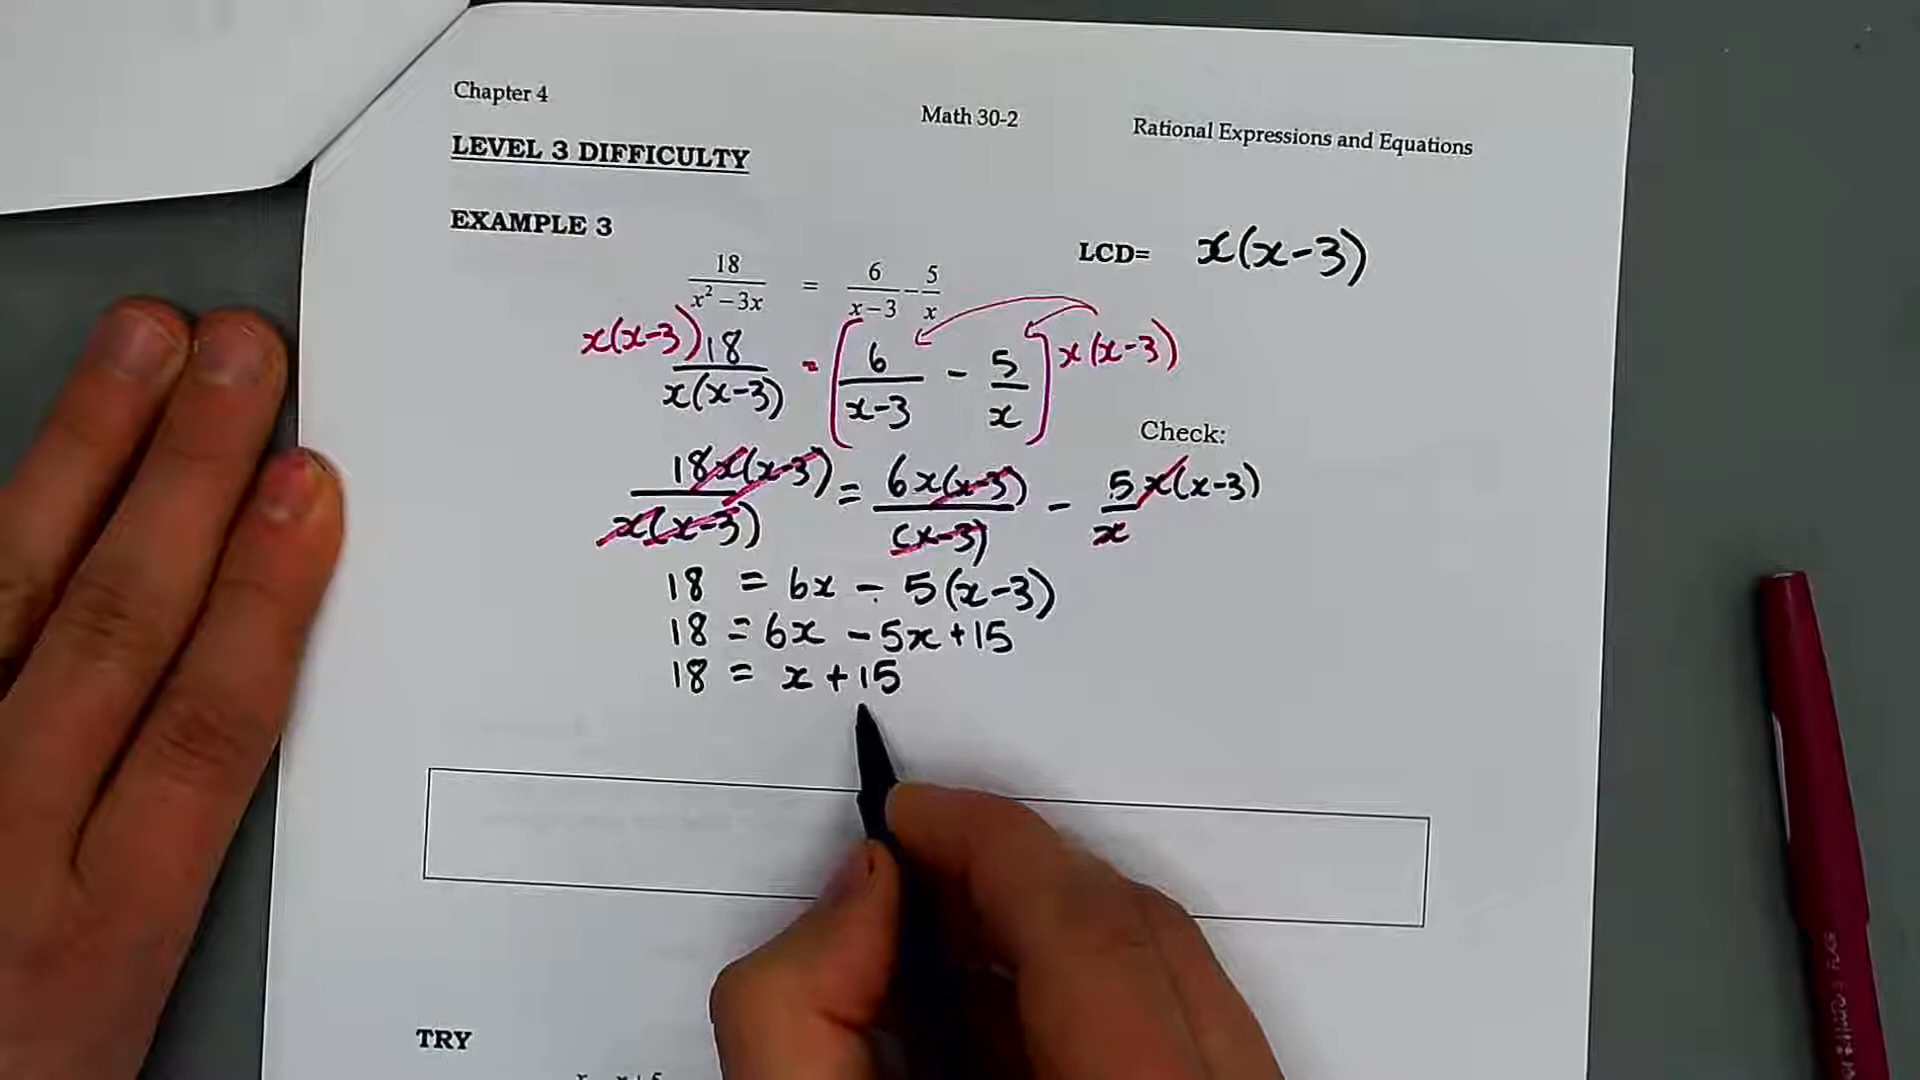 Chapter 4 Math 30-2 Rational Expressions and Equations
LEVEL 3 DIFFICULTY
EXAMPLE 3
LCD= x(x-3)
18/(x² − 3x) = 6/(x − 3) − 5/x
x(x-3) 18/x(x-3) = [6/(x-3) - 5/x] x(x-3)
Check:
18x(x-3)/x(x-3) = 6x(x-3)/(x-3) - 5x(x-3)/x
18 = 6x - 5(x-3)
18 = 6x - 5x + 15
18 = x + 15
TRY